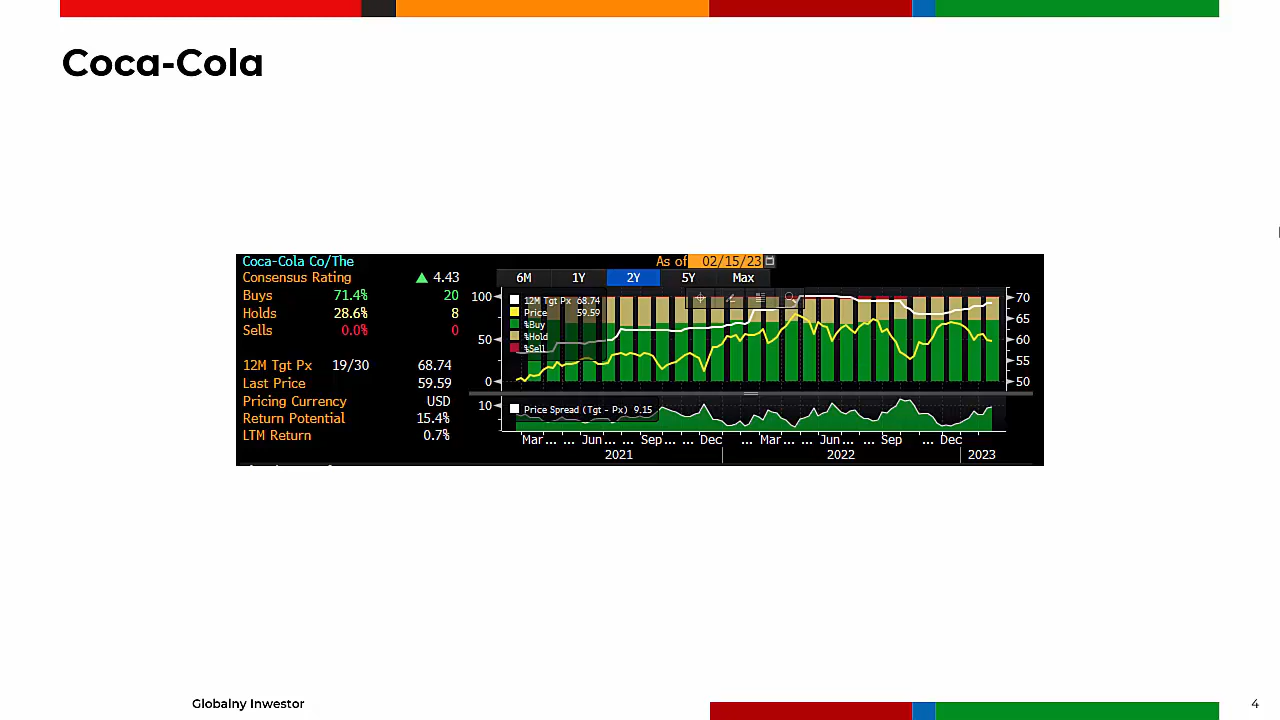 Coca-Cola
Coca-Cola Co/The
As of 02/15/23
Consensus Rating 4.43
Buys 71.4% 20
Holds 28.6% 8
Sells 0.0% 0
12M Tgt Px 19/30 68.74
Last Price 59.59
Pricing Currency USD
Return Potential 15.4%
LTM Return 0.7%
6M 1Y 2Y 5Y Max
100
50
0
12M Tgt Px 68.74
Price 59.59
%Buy
%Hold
%Sell
70
65
60
55
50
10
Price Spread (Tgt - Px) 9.15
Mar ... ... Jun ... ... Sep ... ... Dec ... Mar ... ... Jun ... ... Sep ... Dec
2021 2022 2023
Globalny Inwestor
4